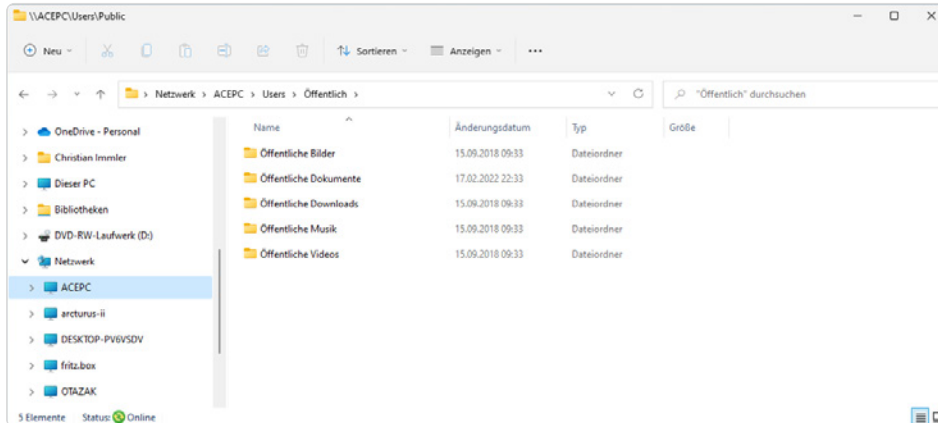 \\ACEPC\Users\Public
Neu Sortieren Anzeigen ...
Netzwerk > ACEPC > Users > Öffentlich > "Öffentlich" durchsuchen
Name Änderungsdatum Typ Größe
OneDrive - Personal
Christian Immler
Dieser PC
Bibliotheken
DVD-RW-Laufwerk (D:)
Netzwerk
ACEPC
arcturus-ii
DESKTOP-PV6VSDV
fritz.box
OTAZAK
Öffentliche Bilder 15.09.2018 09:33 Dateiordner
Öffentliche Dokumente 17.02.2022 22:33 Dateiordner
Öffentliche Downloads 15.09.2018 09:33 Dateiordner
Öffentliche Musik 15.09.2018 09:33 Dateiordner
Öffentliche Videos 15.09.2018 09:33 Dateiordner
5 Elemente Status: Online